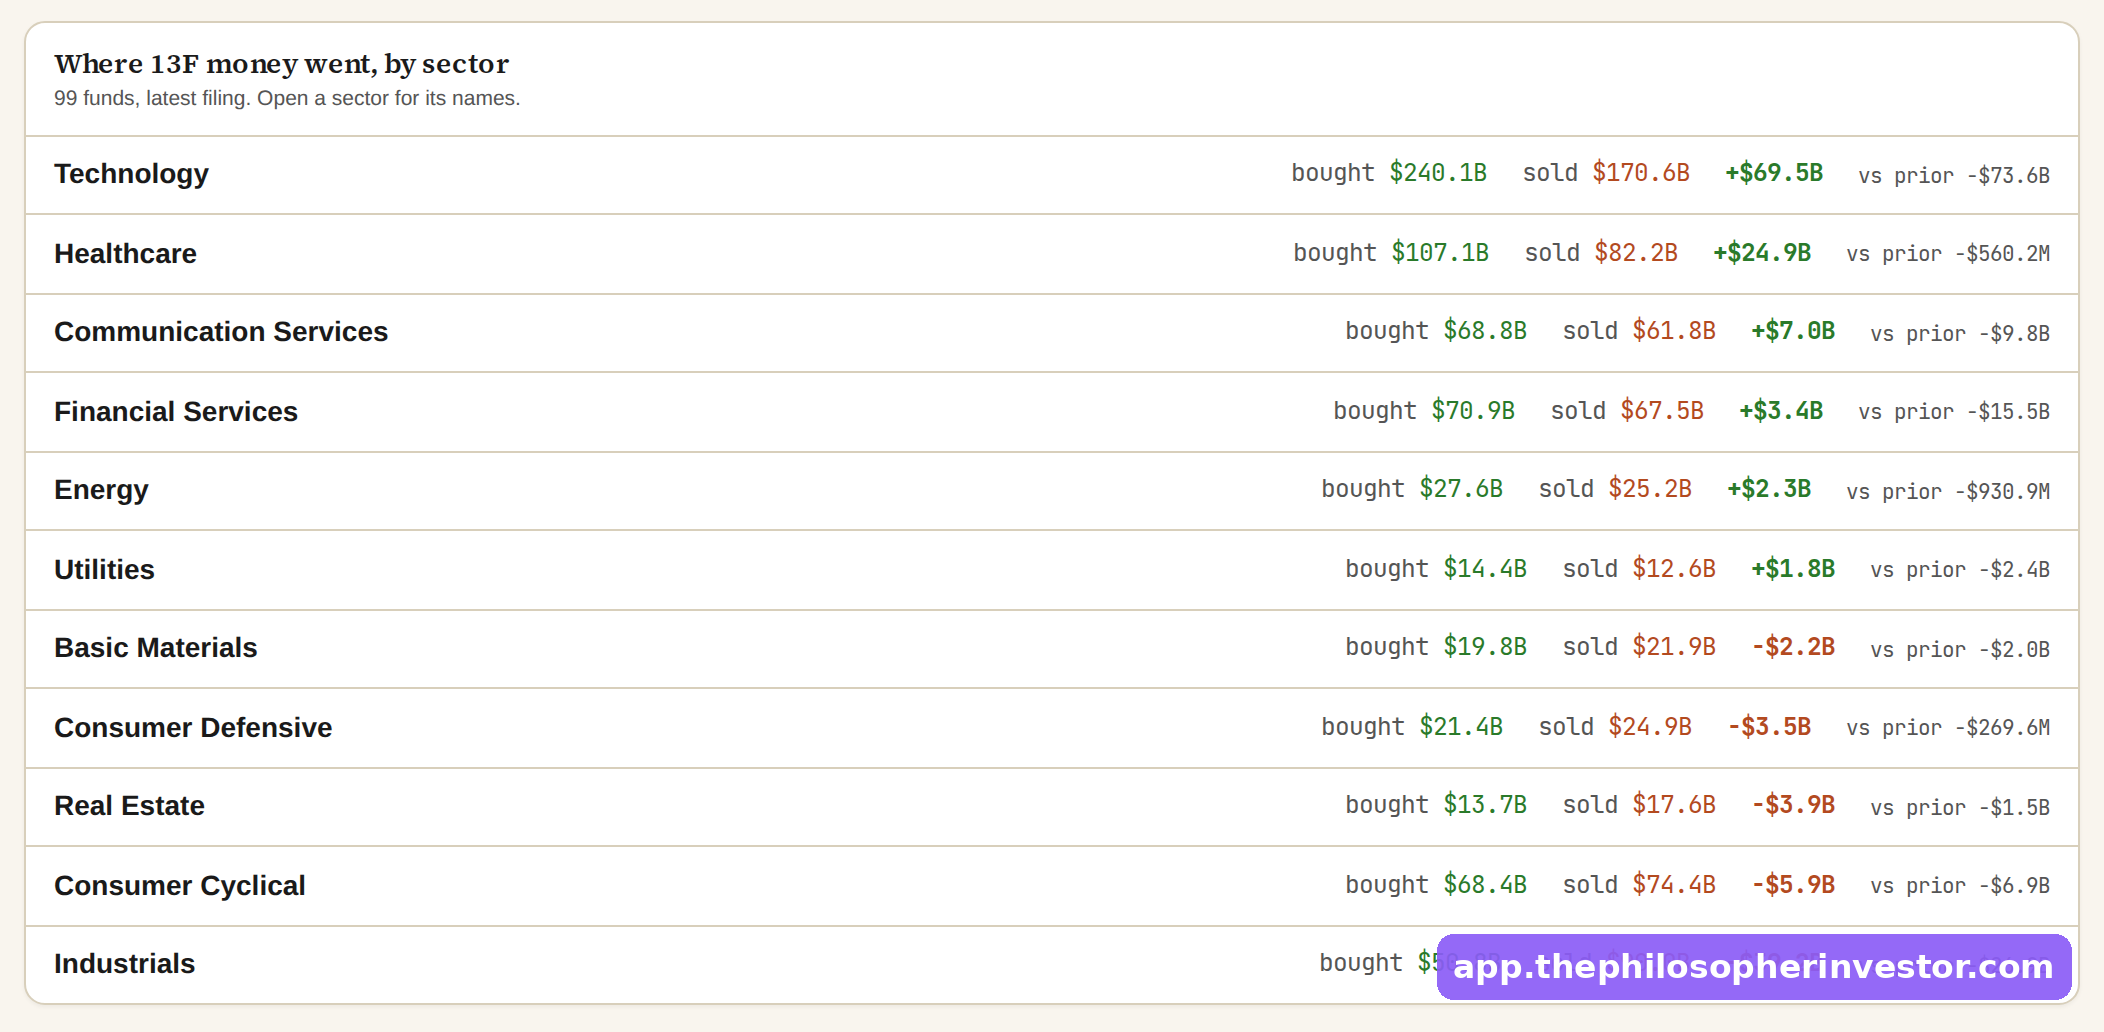 Where 13F money went, by sector
99 funds, latest filing. Open a sector for its names.
Technology bought $240.1B sold $170.6B +$69.5B vs prior -$73.6B
Healthcare bought $107.1B sold $82.2B +$24.9B vs prior -$560.2M
Communication Services bought $68.8B sold $61.8B +$7.0B vs prior -$9.8B
Financial Services bought $70.9B sold $67.5B +$3.4B vs prior -$15.5B
Energy bought $27.6B sold $25.2B +$2.3B vs prior -$930.9M
Utilities bought $14.4B sold $12.6B +$1.8B vs prior -$2.4B
Basic Materials bought $19.8B sold $21.9B -$2.2B vs prior -$2.0B
Consumer Defensive bought $21.4B sold $24.9B -$3.5B vs prior -$269.6M
Real Estate bought $13.7B sold $17.6B -$3.9B vs prior -$1.5B
Consumer Cyclical bought $68.4B sold $74.4B -$5.9B vs prior -$6.9B
Industrials bought
app.thephilosopherinvestor.com